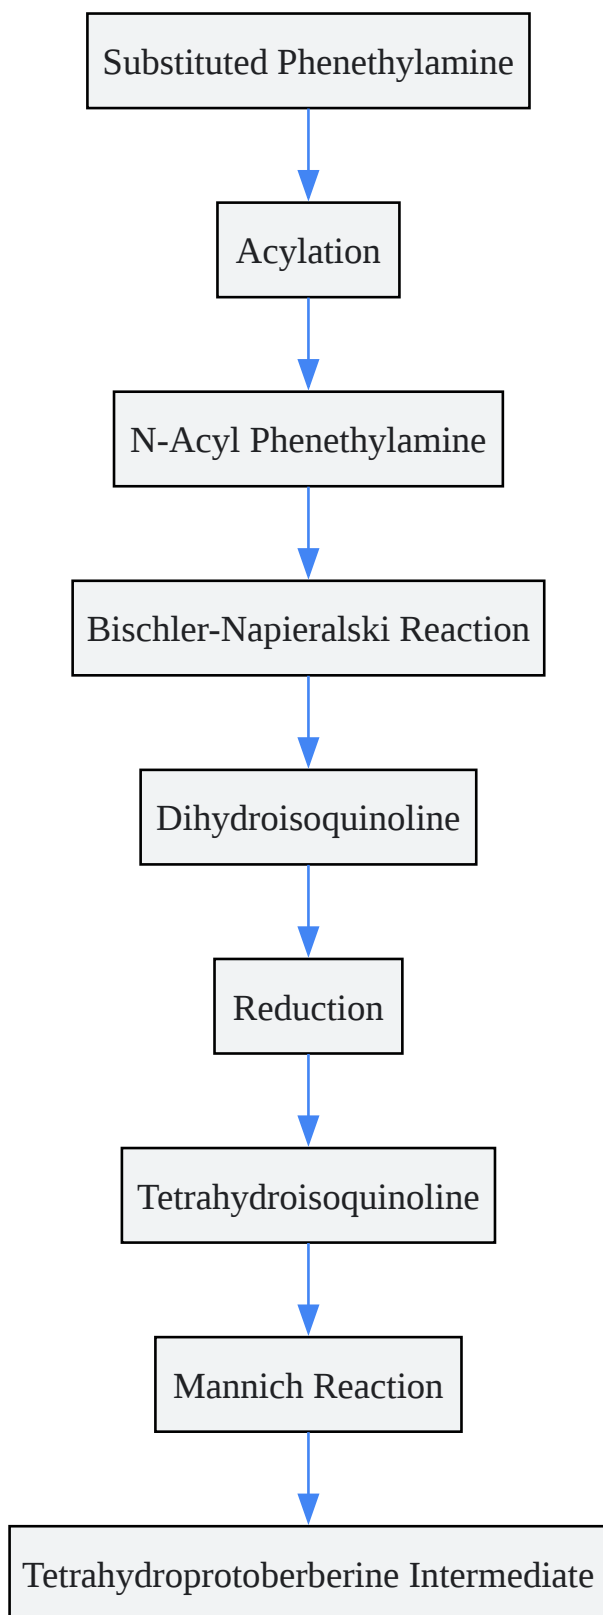 Substituted Phenethylamine
Acylation
N-Acyl Phenethylamine
Bischler-Napieralski Reaction
Dihydroisoquinoline
Reduction
Tetrahydroisoquinoline
Mannich Reaction
Tetrahydroprotoberberine Intermediate